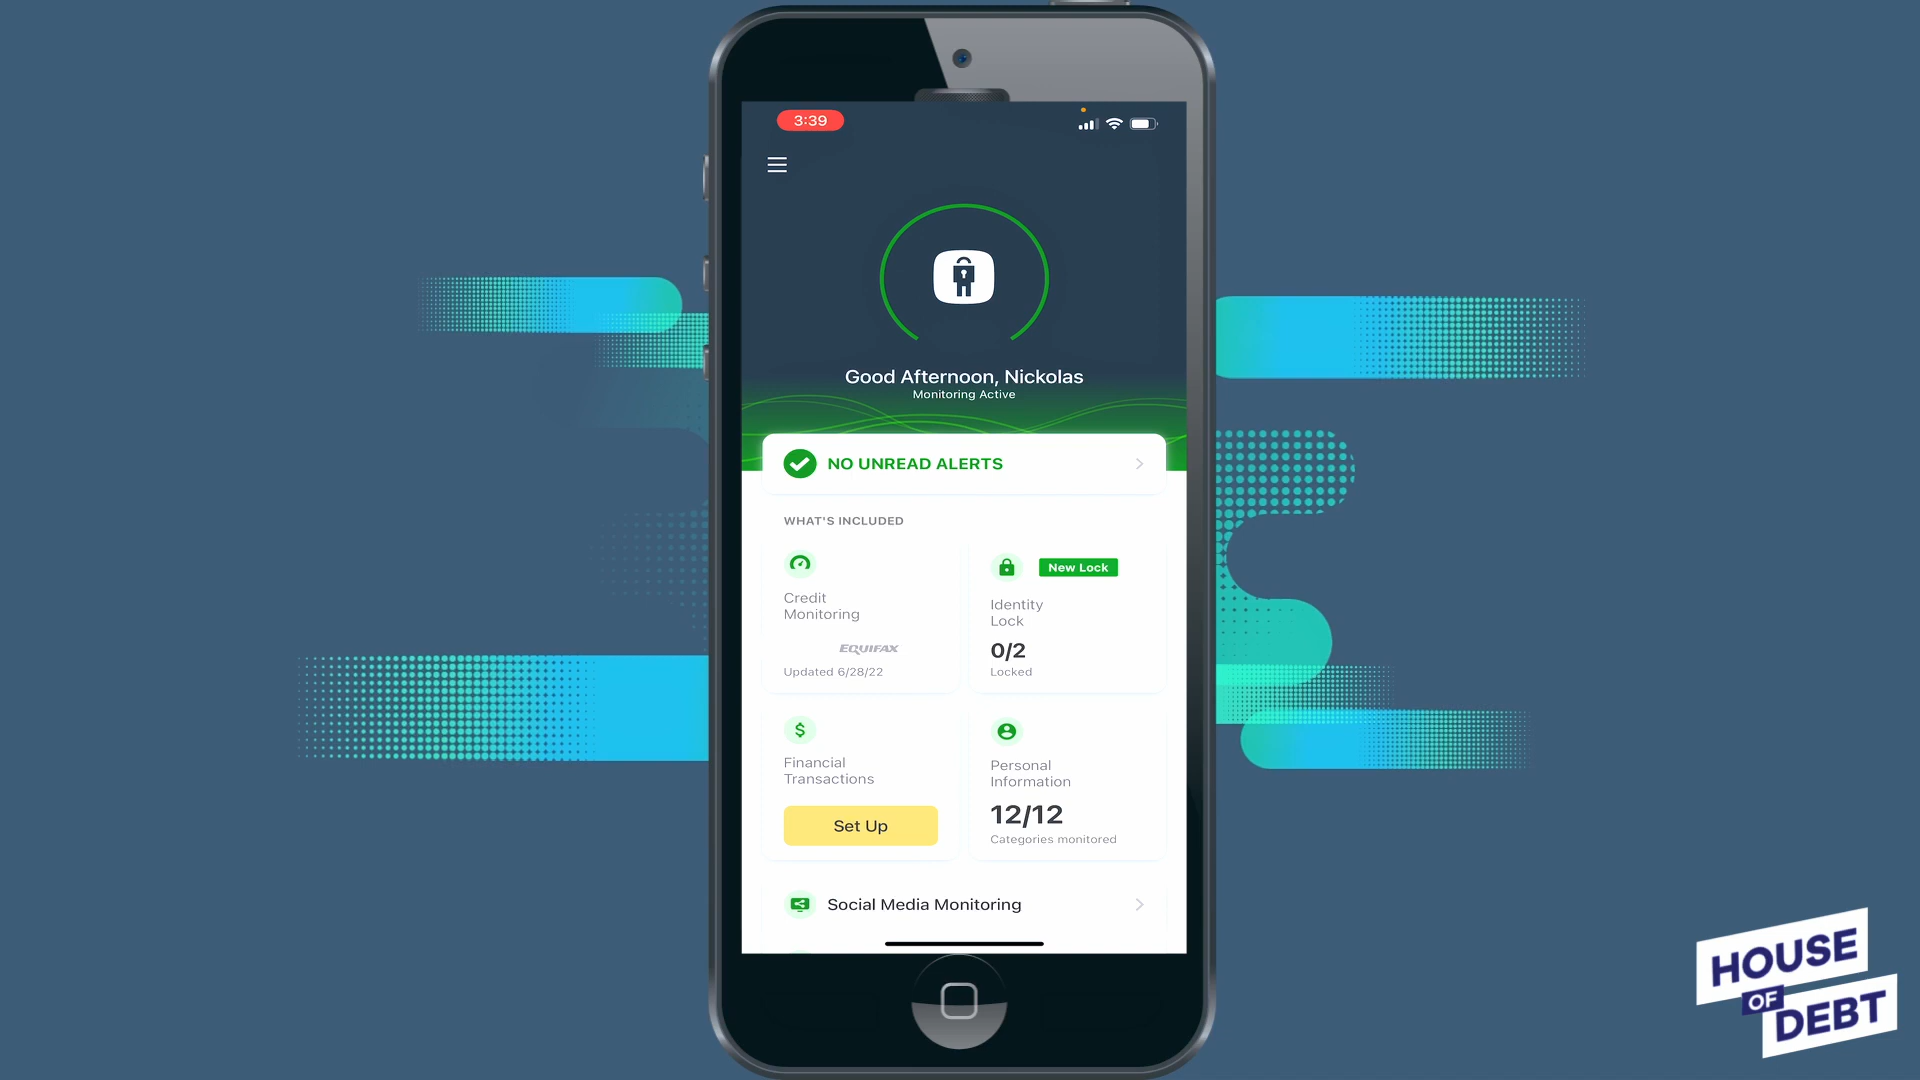 3:39
Good Afternoon, Nickolas
Monitoring Active
NO UNREAD ALERTS
WHAT'S INCLUDED
Credit
Monitoring
EQUIFAX
Updated 6/28/22
New Lock
Identity
Lock
0/2
Locked
$
Financial
Transactions
Set Up
Personal
Information
12/12
Categories monitored
Social Media Monitoring
HOUSE
OF
DEBT